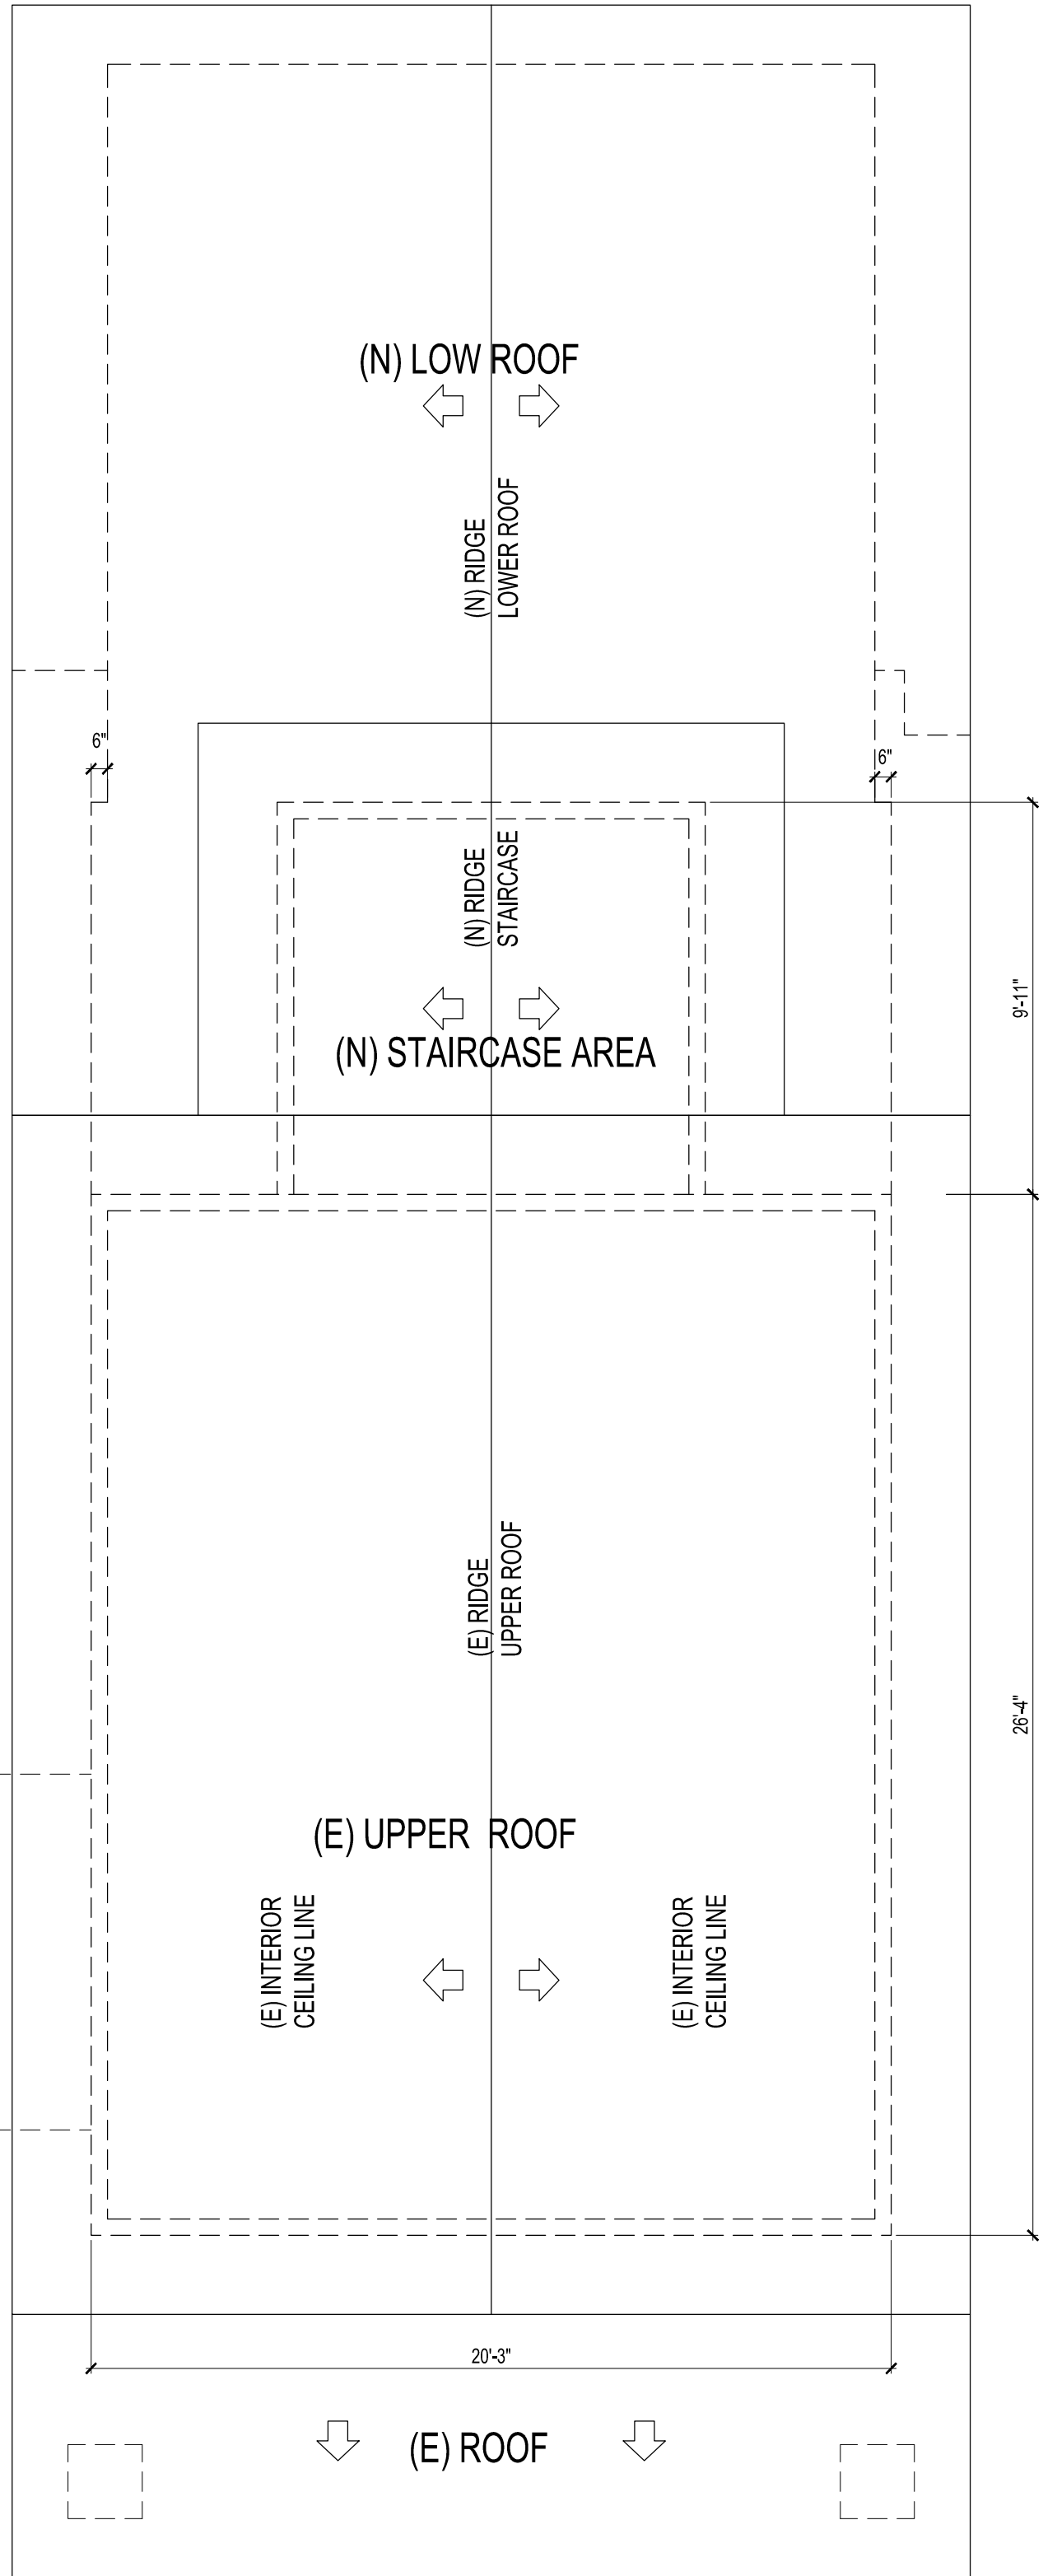 (N) LOW ROOF
(N) RIDGE
LOWER ROOF
6"
6"
(N) RIDGE
STAIRCASE
9'-11"
(N) STAIRCASE AREA
(E) RIDGE
UPPER ROOF
26'-4"
(E) UPPER ROOF
(E) INTERIOR
CEILING LINE
(E) INTERIOR
CEILING LINE
20'-3"
(E) ROOF